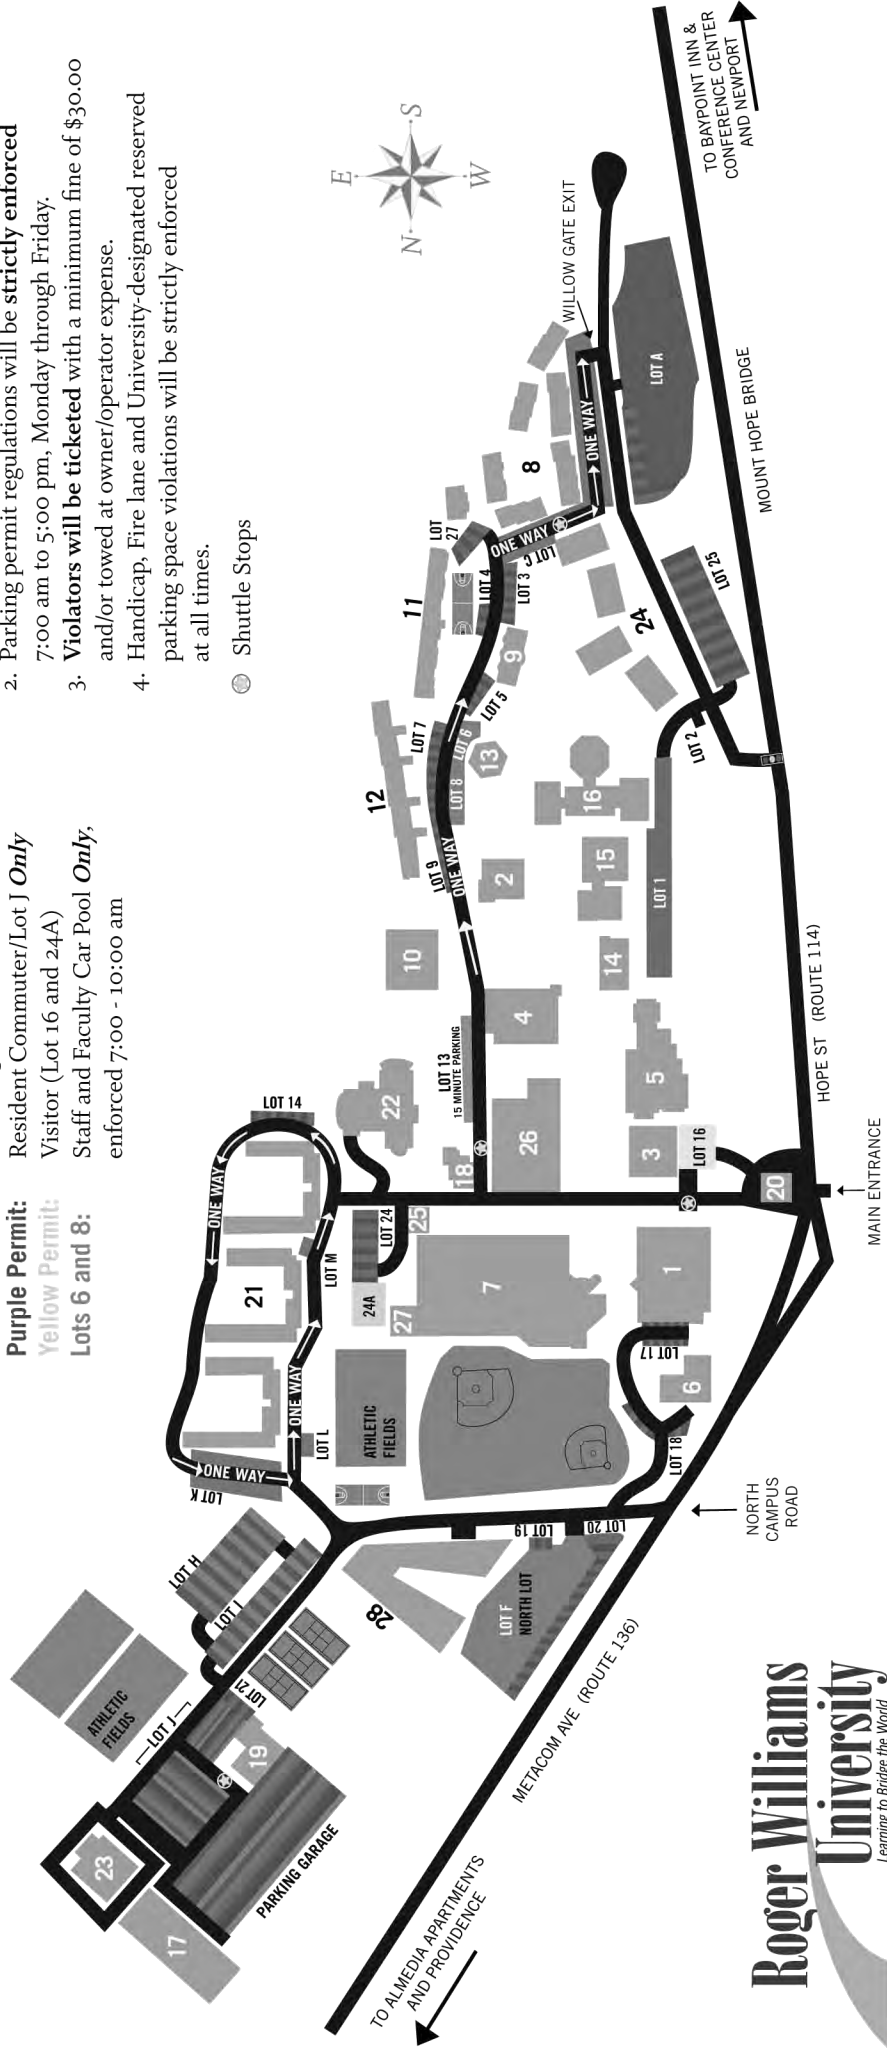 Purple Permit:
Resident Commuter/Lot J Only
Yellow Permit:
Visitor (Lot 16 and 24A)
Lots 6 and 8:
Staff and Faculty Car Pool Only,
enforced 7:00 - 10:00 am
2. Parking permit regulations will be strictly enforced
7:00 am to 5:00 pm, Monday through Friday.
3. Violators will be ticketed with a minimum fine of $30.00
and/or towed at owner/operator expense.
4. Handicap, Fire lane and University-designated reserved
parking space violations will be strictly enforced
at all times.
Shuttle Stops
E
N
S
W
23
17
ATHLETIC
FIELDS
LOT J
19
PARKING GARAGE
LOT 21
LOT H
LOT I
LOT K
ONE WAY
21
ONE WAY
LOT 14
ONE WAY
LOT L
LOT M
ATHLETIC
FIELDS
24A
LOT 24
25
27
7
22
18
LOT 13
15 MINUTE PARKING
10
12
11
LOT 9
ONE WAY
LOT 7
LOT 8
LOT 6
13
LOT 5
9
LOT 4
LOT 3
LOT
27
ONE WAY
LOT C
8
ONE WAY
WILLOW GATE EXIT
26
4
2
14
15
16
24
28
LOT F
NORTH LOT
LOT 19
LOT 20
LOT 18
6
LOT 17
1
3
LOT 16
20
5
LOT 1
LOT 2
LOT 25
LOT A
METACOM AVE (ROUTE 136)
HOPE ST (ROUTE 114)
MOUNT HOPE BRIDGE
TO ALMEDIA APARTMENTS
AND PROVIDENCE
NORTH
CAMPUS
ROAD
MAIN ENTRANCE
TO BAYPOINT INN &
CONFERENCE CENTER
AND NEWPORT
Roger Williams
University
Learning to Bridge the World